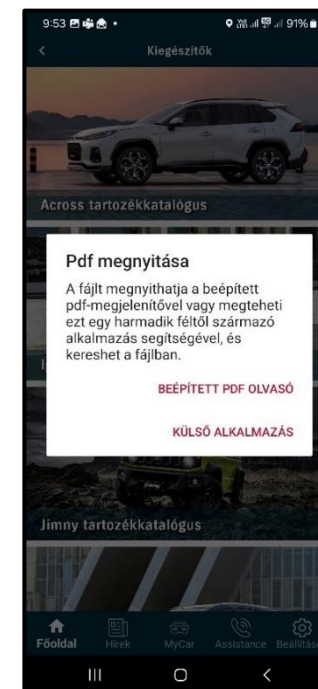 9:53
91%
Kiegészítők
Across tartozékkatalógus
Pdf megnyitása
A fájlt megnyithatja a beépített
pdf-megjelenítővel vagy megteheti
ezt egy harmadik féltől származó
alkalmazás segítségével, és
kereshet a fájlban.
BEÉPÍTETT PDF OLVASÓ
KÜLSŐ ALKALMAZÁS
Jimny tartozékkatalógus
Főoldal Hírek MyCar Assistance Beállítás